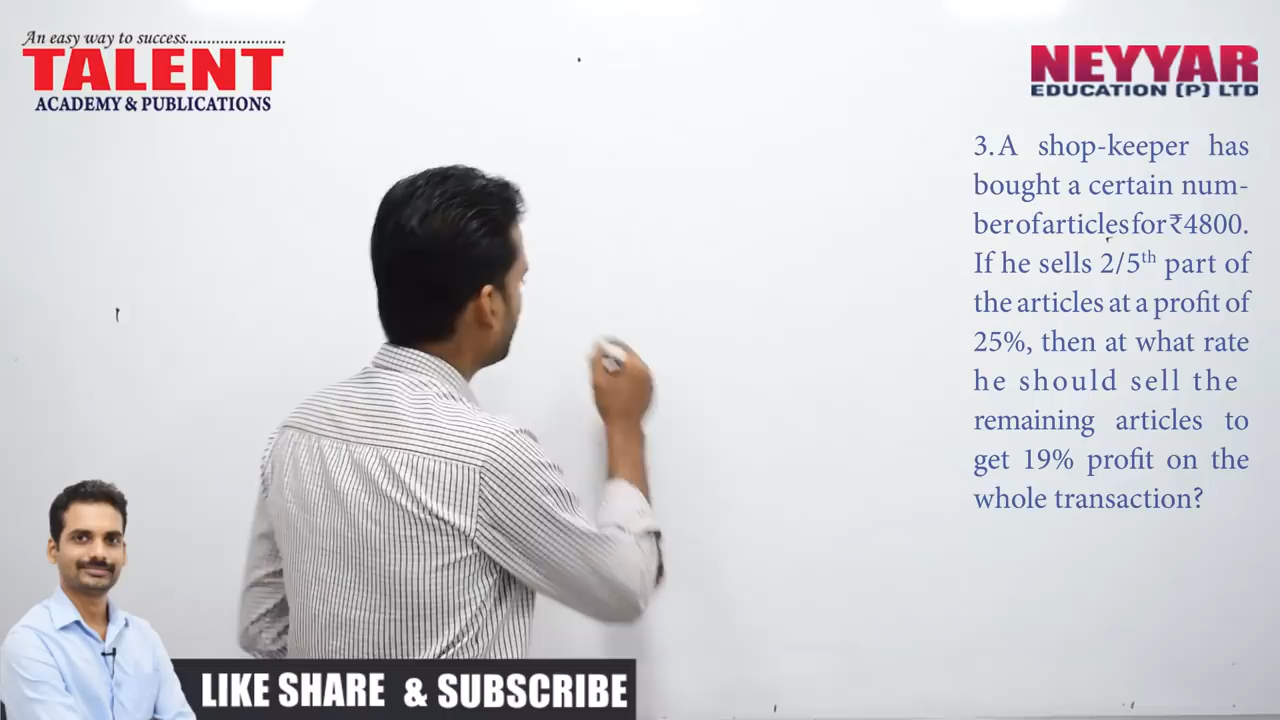 An easy way to success.......................
TALENT
ACADEMY & PUBLICATIONS
NEYYAR
EDUCATION (P) LTD
3. A shop-keeper has
bought a certain num-
ber of articles for ₹4800.
If he sells 2/5th part of
the articles at a profit of
25%, then at what rate
he should sell the
remaining articles to
get 19% profit on the
whole transaction?
LIKE SHARE & SUBSCRIBE